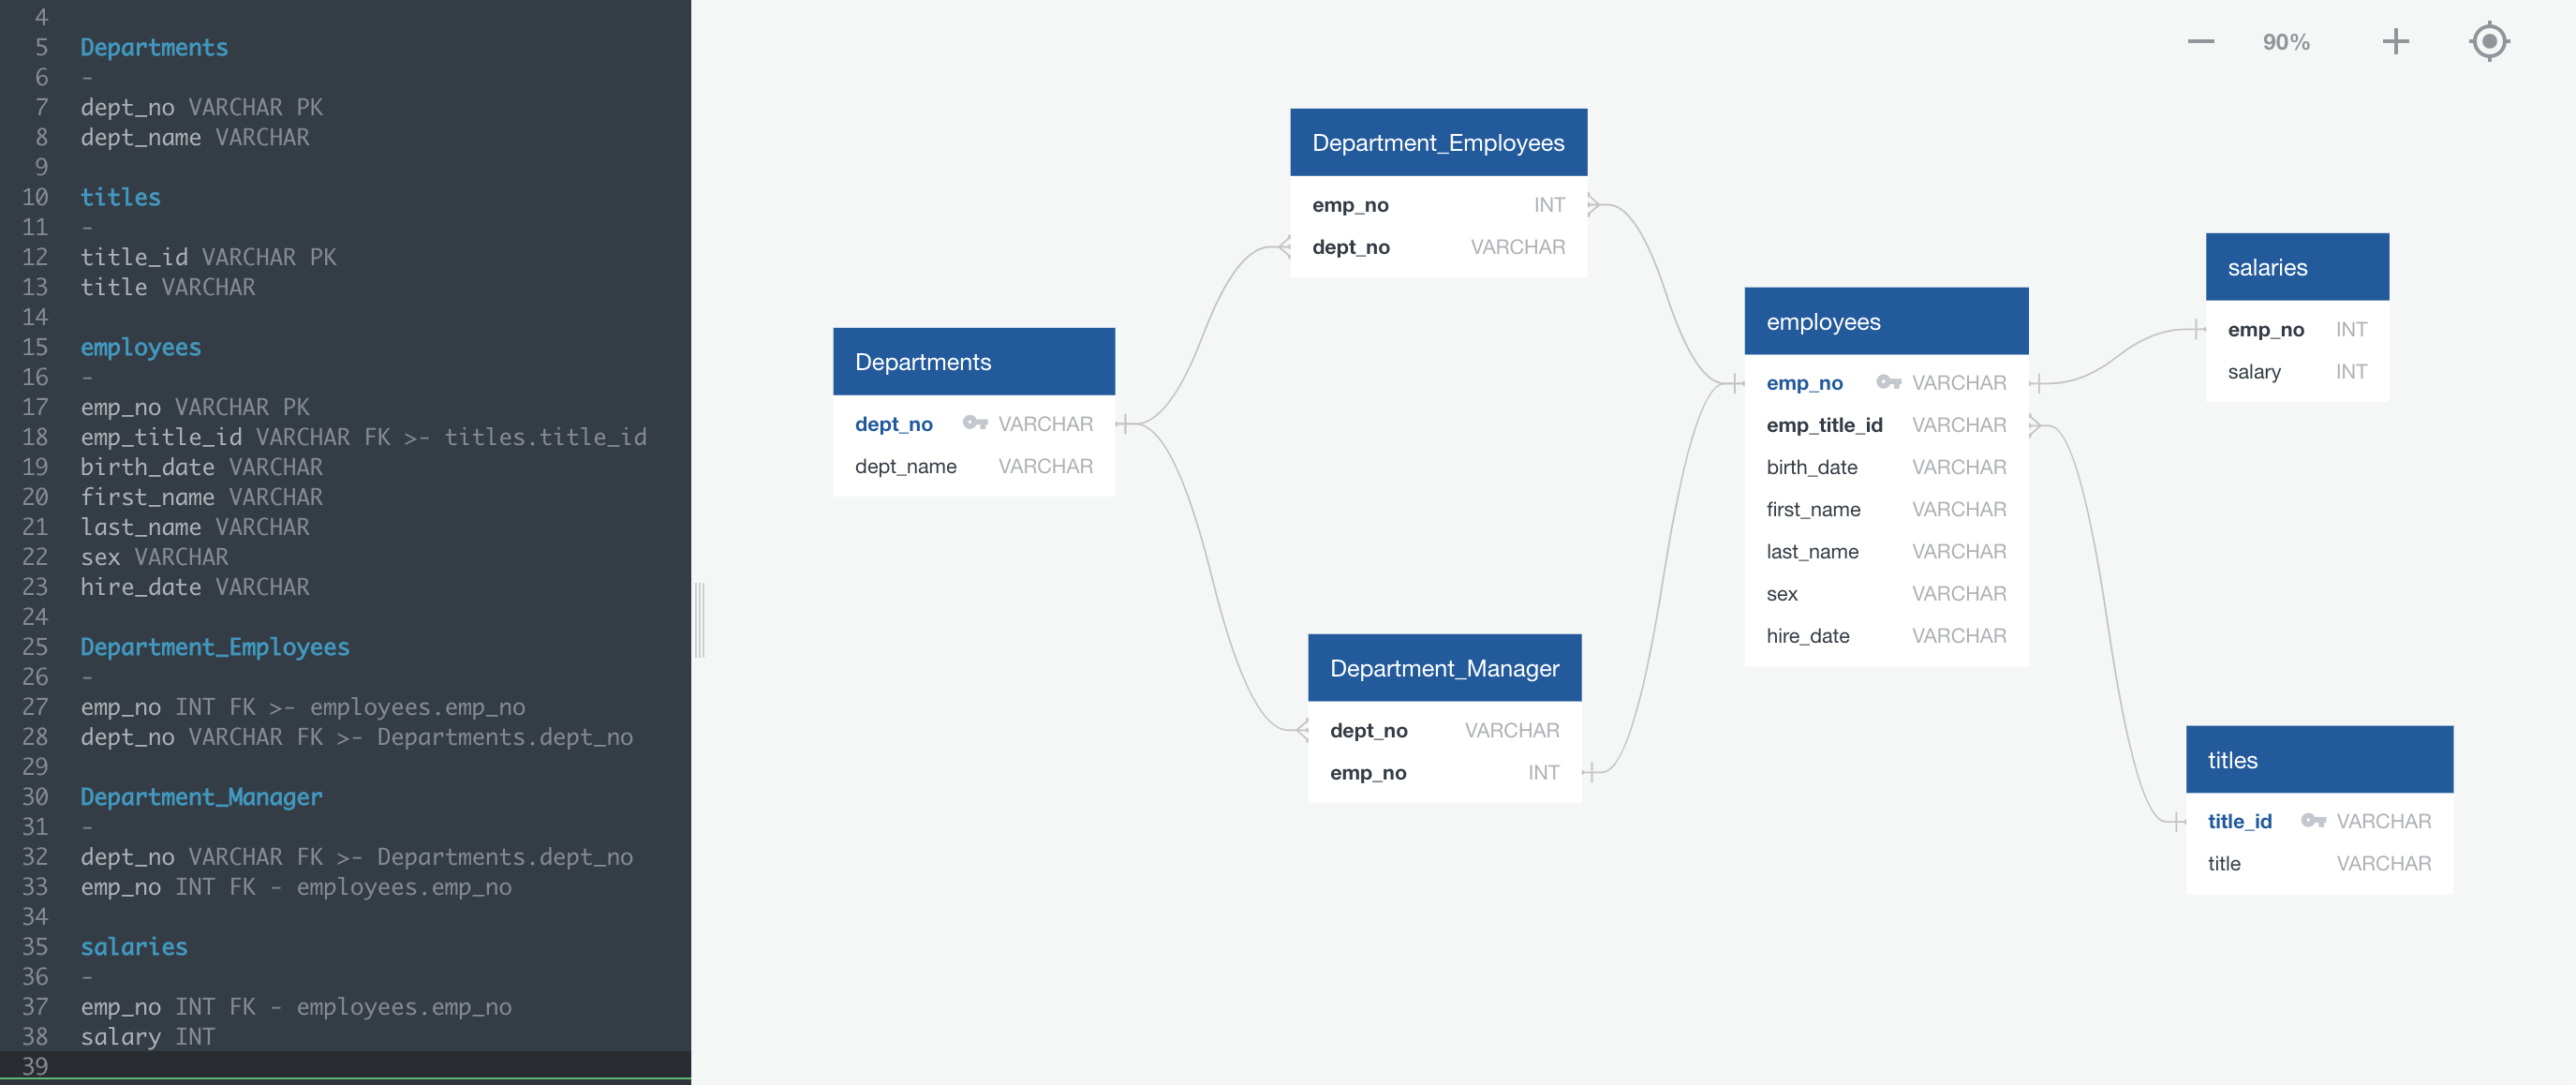 4
5 Departments
6 -
7 dept_no VARCHAR PK
8 dept_name VARCHAR
9
10 titles
11 -
12 title_id VARCHAR PK
13 title VARCHAR
14
15 employees
16 -
17 emp_no VARCHAR PK
18 emp_title_id VARCHAR FK >- titles.title_id
19 birth_date VARCHAR
20 first_name VARCHAR
21 last_name VARCHAR
22 sex VARCHAR
23 hire_date VARCHAR
24
25 Department_Employees
26 -
27 emp_no INT FK >- employees.emp_no
28 dept_no VARCHAR FK >- Departments.dept_no
29
30 Department_Manager
31 -
32 dept_no VARCHAR FK >- Departments.dept_no
33 emp_no INT FK - employees.emp_no
34
35 salaries
36 -
37 emp_no INT FK - employees.emp_no
38 salary INT
39
90%
Departments
dept_no VARCHAR
dept_name VARCHAR
Department_Employees
emp_no INT
dept_no VARCHAR
Department_Manager
dept_no VARCHAR
emp_no INT
employees
emp_no VARCHAR
emp_title_id VARCHAR
birth_date VARCHAR
first_name VARCHAR
last_name VARCHAR
sex VARCHAR
hire_date VARCHAR
salaries
emp_no INT
salary INT
titles
title_id VARCHAR
title VARCHAR